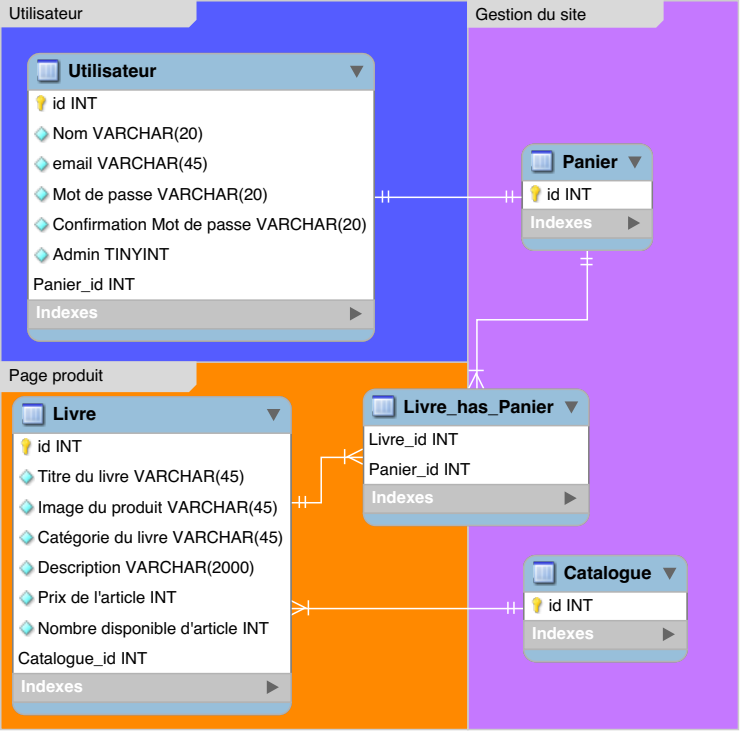 Utilisateur
Utilisateur
id INT
Nom VARCHAR(20)
email VARCHAR(45)
Mot de passe VARCHAR(20)
Confirmation Mot de passe VARCHAR(20)
Admin TINYINT
Panier_id INT
Indexes
Gestion du site
Panier
id INT
Indexes
Page produit
Livre
id INT
Titre du livre VARCHAR(45)
Image du produit VARCHAR(45)
Catégorie du livre VARCHAR(45)
Description VARCHAR(2000)
Prix de l'article INT
Nombre disponible d'article INT
Catalogue_id INT
Indexes
Livre_has_Panier
Livre_id INT
Panier_id INT
Indexes
Catalogue
id INT
Indexes